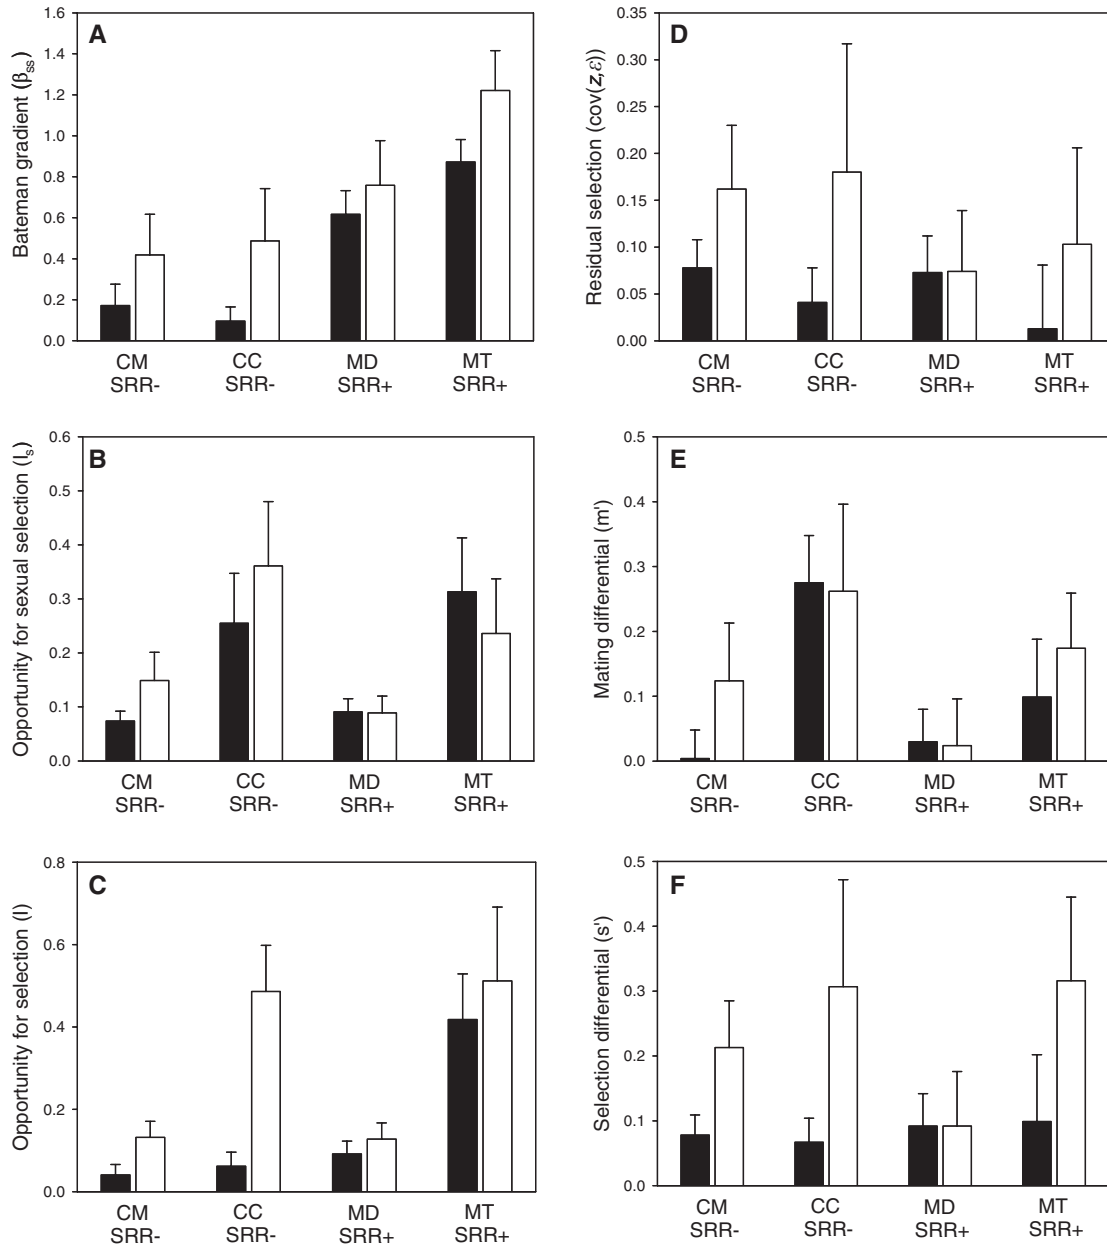 A
Bateman gradient (βss)
1.6
1.4
1.2
1.0
0.8
0.6
0.4
0.2
0.0
CM CC MD MT
SRR- SRR- SRR+ SRR+
D
Residual selection (cov(z,ε))
0.35
0.30
0.25
0.20
0.15
0.10
0.05
0.00
CM CC MD MT
SRR- SRR- SRR+ SRR+
B
Opportunity for sexual selection (Is)
0.6
0.5
0.4
0.3
0.2
0.1
0.0
CM CC MD MT
SRR- SRR- SRR+ SRR+
E
Mating differential (m')
0.5
0.4
0.3
0.2
0.1
0.0
CM CC MD MT
SRR- SRR- SRR+ SRR+
C
Opportunity for selection (I)
0.8
0.6
0.4
0.2
0.0
CM CC MD MT
SRR- SRR- SRR+ SRR+
F
Selection differential (s')
0.5
0.4
0.3
0.2
0.1
0.0
CM CC MD MT
SRR- SRR- SRR+ SRR+